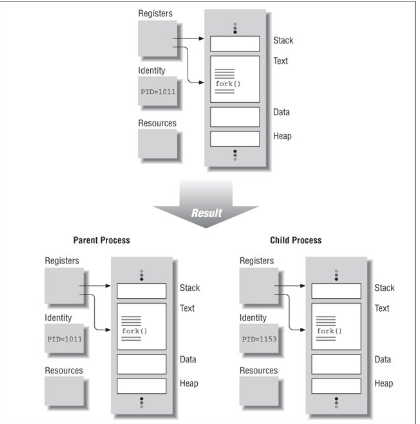 Registers
Stack
Text
fork()
Identity
PID=1011
Data
Resources
Heap
Result
Parent Process
Registers
Stack
Text
fork()
Identity
PID=1011
Data
Resources
Heap
Child Process
Registers
Stack
Text
fork()
Identity
PID=1153
Data
Resources
Heap